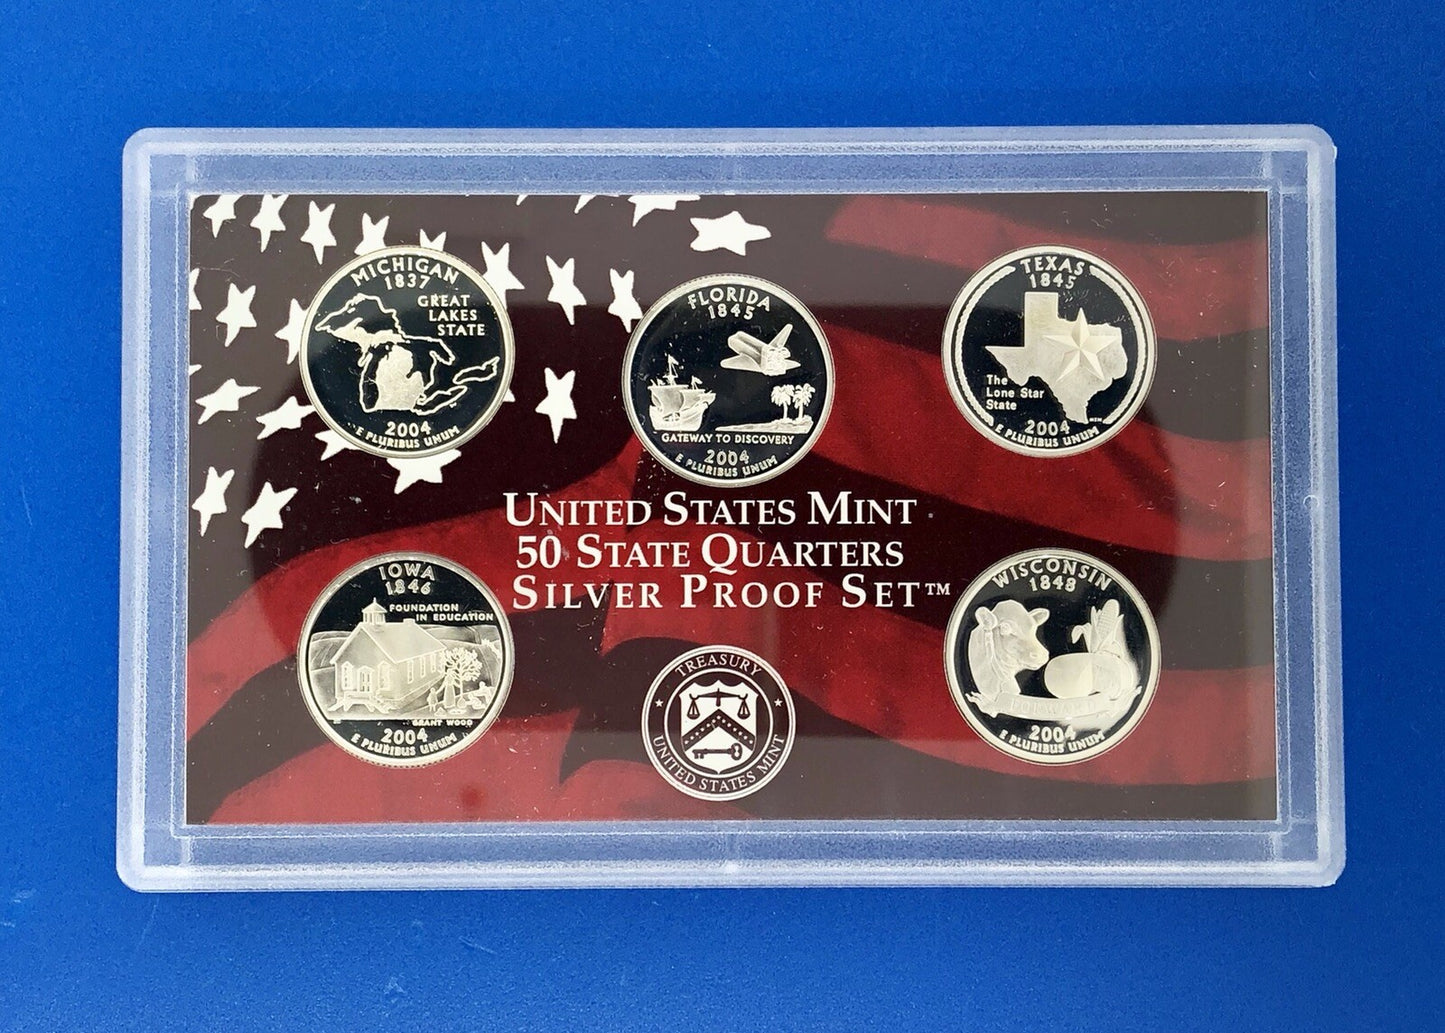 MICHIGAN
1837
GREAT
LAKES
STATE
2004
E PLURIBUS UNUM
FLORIDA
1845
GATEWAY TO DISCOVERY
2004
E PLURIBUS UNUM
TEXAS
1845
The
Lone Star
State
2004
E PLURIBUS UNUM
UNITED STATES MINT
50 STATE QUARTERS
SILVER PROOF SET™
IOWA
1846
FOUNDATION
IN EDUCATION
GRANT WOOD
2004
E PLURIBUS UNUM
TREASURY
UNITED STATES MINT
WISCONSIN
1848
FORWARD
2004
E PLURIBUS UNUM